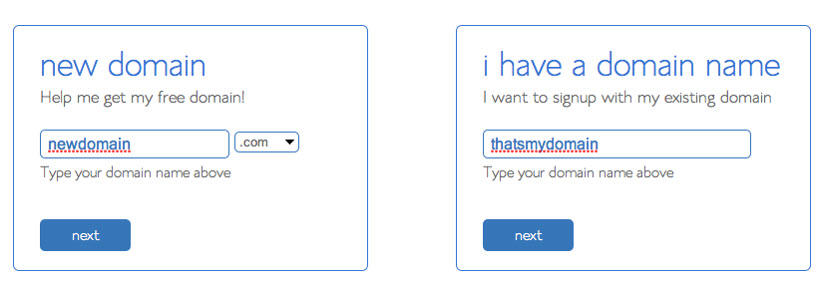 new domain
Help me get my free domain!
newdomain .com
Type your domain name above
next
i have a domain name
I want to signup with my existing domain
thatsmydomain
Type your domain name above
next